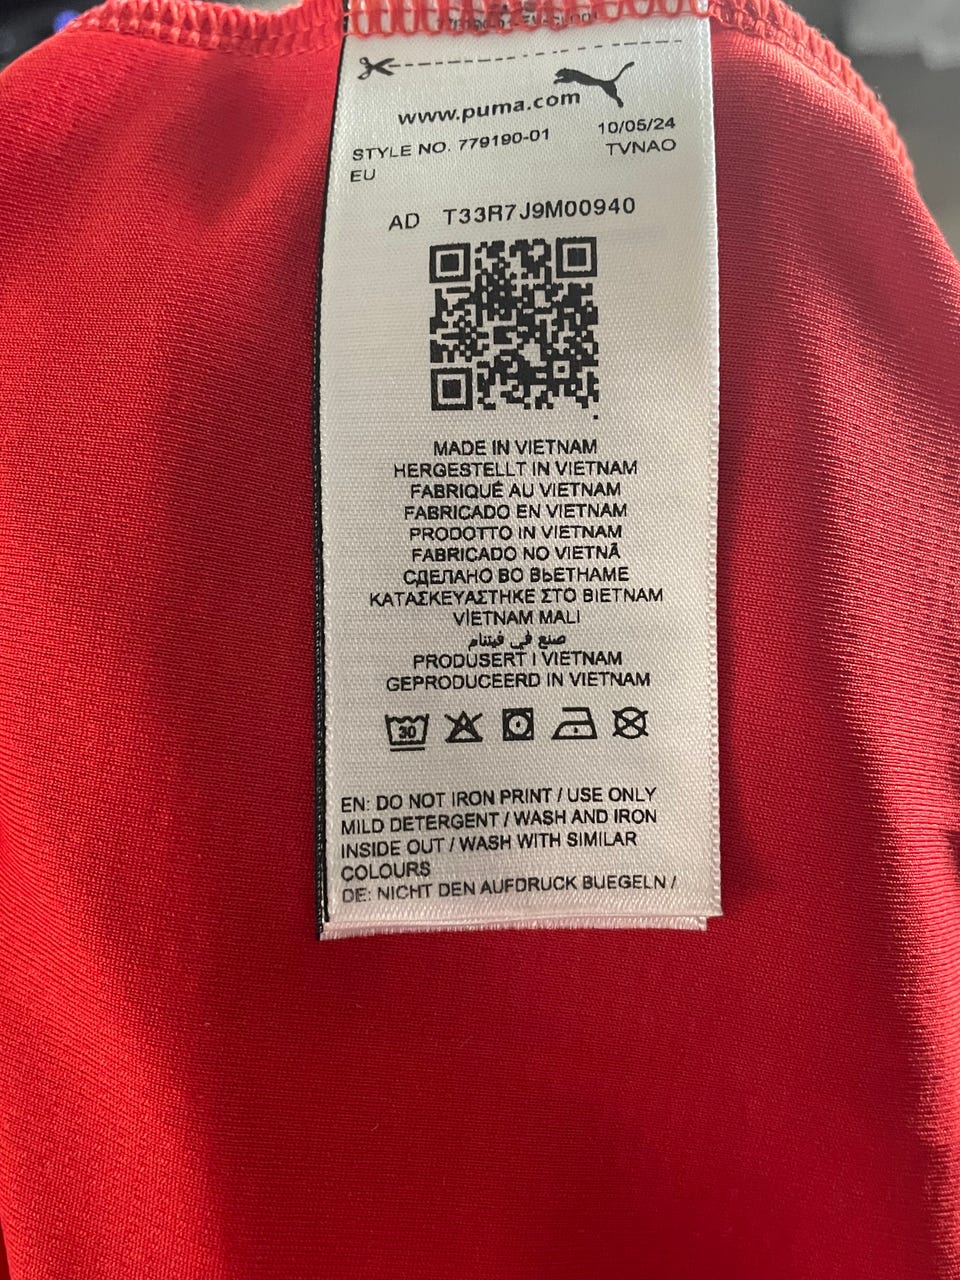 www.puma.com
STYLE NO. 779190-01 10/05/24
EU TVNAO
AD T33R7J9M00940
MADE IN VIETNAM
HERGESTELLT IN VIETNAM
FABRIQUÉ AU VIETNAM
FABRICADO EN VIETNAM
PRODOTTO IN VIETNAM
FABRICADO NO VIETNÃ
СДЕЛАНО ВО ВЬЕТНАМЕ
ΚΑΤΑΣΚΕΥΑΣΤΗΚΕ ΣΤΟ ΒΙΕΤΝΑΜ
VİETNAM MALI
صنع في فيتنام
PRODUSERT I VIETNAM
GEPRODUCEERD IN VIETNAM
30
EN: DO NOT IRON PRINT / USE ONLY
MILD DETERGENT / WASH AND IRON
INSIDE OUT / WASH WITH SIMILAR
COLOURS
DE: NICHT DEN AUFDRUCK BUEGELN /